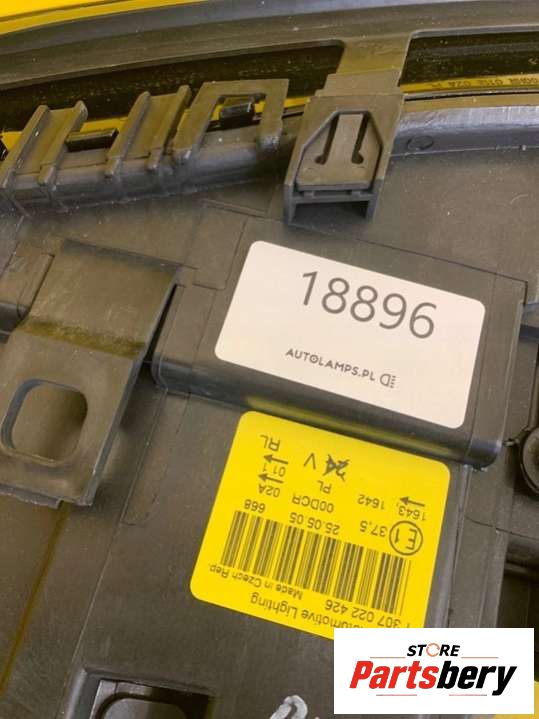 18896
AUTOLAMPS.PL
RL
V
01
PL
02A
00DCR
1642
1643
668
25.05.05
37,5
E1
Made in Czech Rep.
307 022 426
Automotive Lighting
STORE
Partsbery